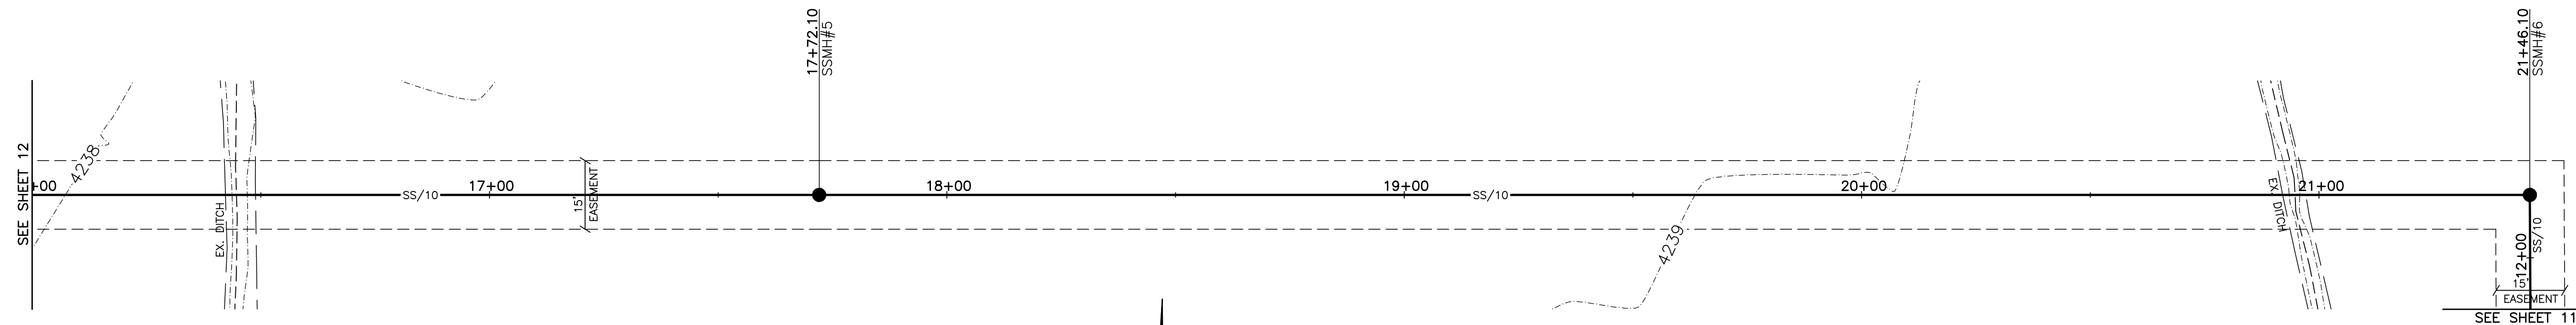 17+72.10
SSMH#5
21+46.10
SSMH#6
SEE SHEET 12
4238
+00
17+00
18+00
19+00
20+00
21+00
SS/10
SS/10
EX. DITCH
15'
EASEMENT
4239
EX. DITCH
SS/10
12+00
15'
EASEMENT
SEE SHEET 11